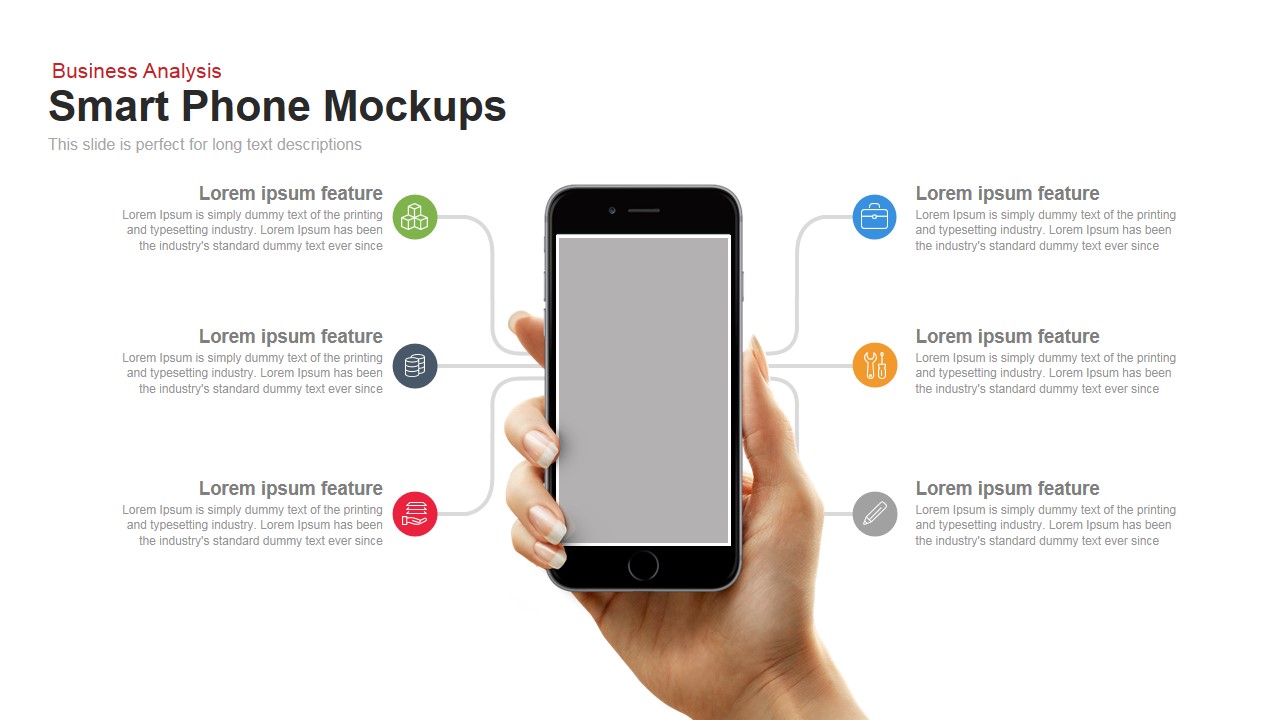 Business Analysis
Smart Phone Mockups
This slide is perfect for long text descriptions
Lorem ipsum feature
Lorem Ipsum is simply dummy text of the printing
and typesetting industry. Lorem Ipsum has been
the industry's standard dummy text ever since
Lorem ipsum feature
Lorem Ipsum is simply dummy text of the printing
and typesetting industry. Lorem Ipsum has been
the industry's standard dummy text ever since
Lorem ipsum feature
Lorem Ipsum is simply dummy text of the printing
and typesetting industry. Lorem Ipsum has been
the industry's standard dummy text ever since
Lorem ipsum feature
Lorem Ipsum is simply dummy text of the printing
and typesetting industry. Lorem Ipsum has been
the industry's standard dummy text ever since
Lorem ipsum feature
Lorem Ipsum is simply dummy text of the printing
and typesetting industry. Lorem Ipsum has been
the industry's standard dummy text ever since
Lorem ipsum feature
Lorem Ipsum is simply dummy text of the printing
and typesetting industry. Lorem Ipsum has been
the industry's standard dummy text ever since